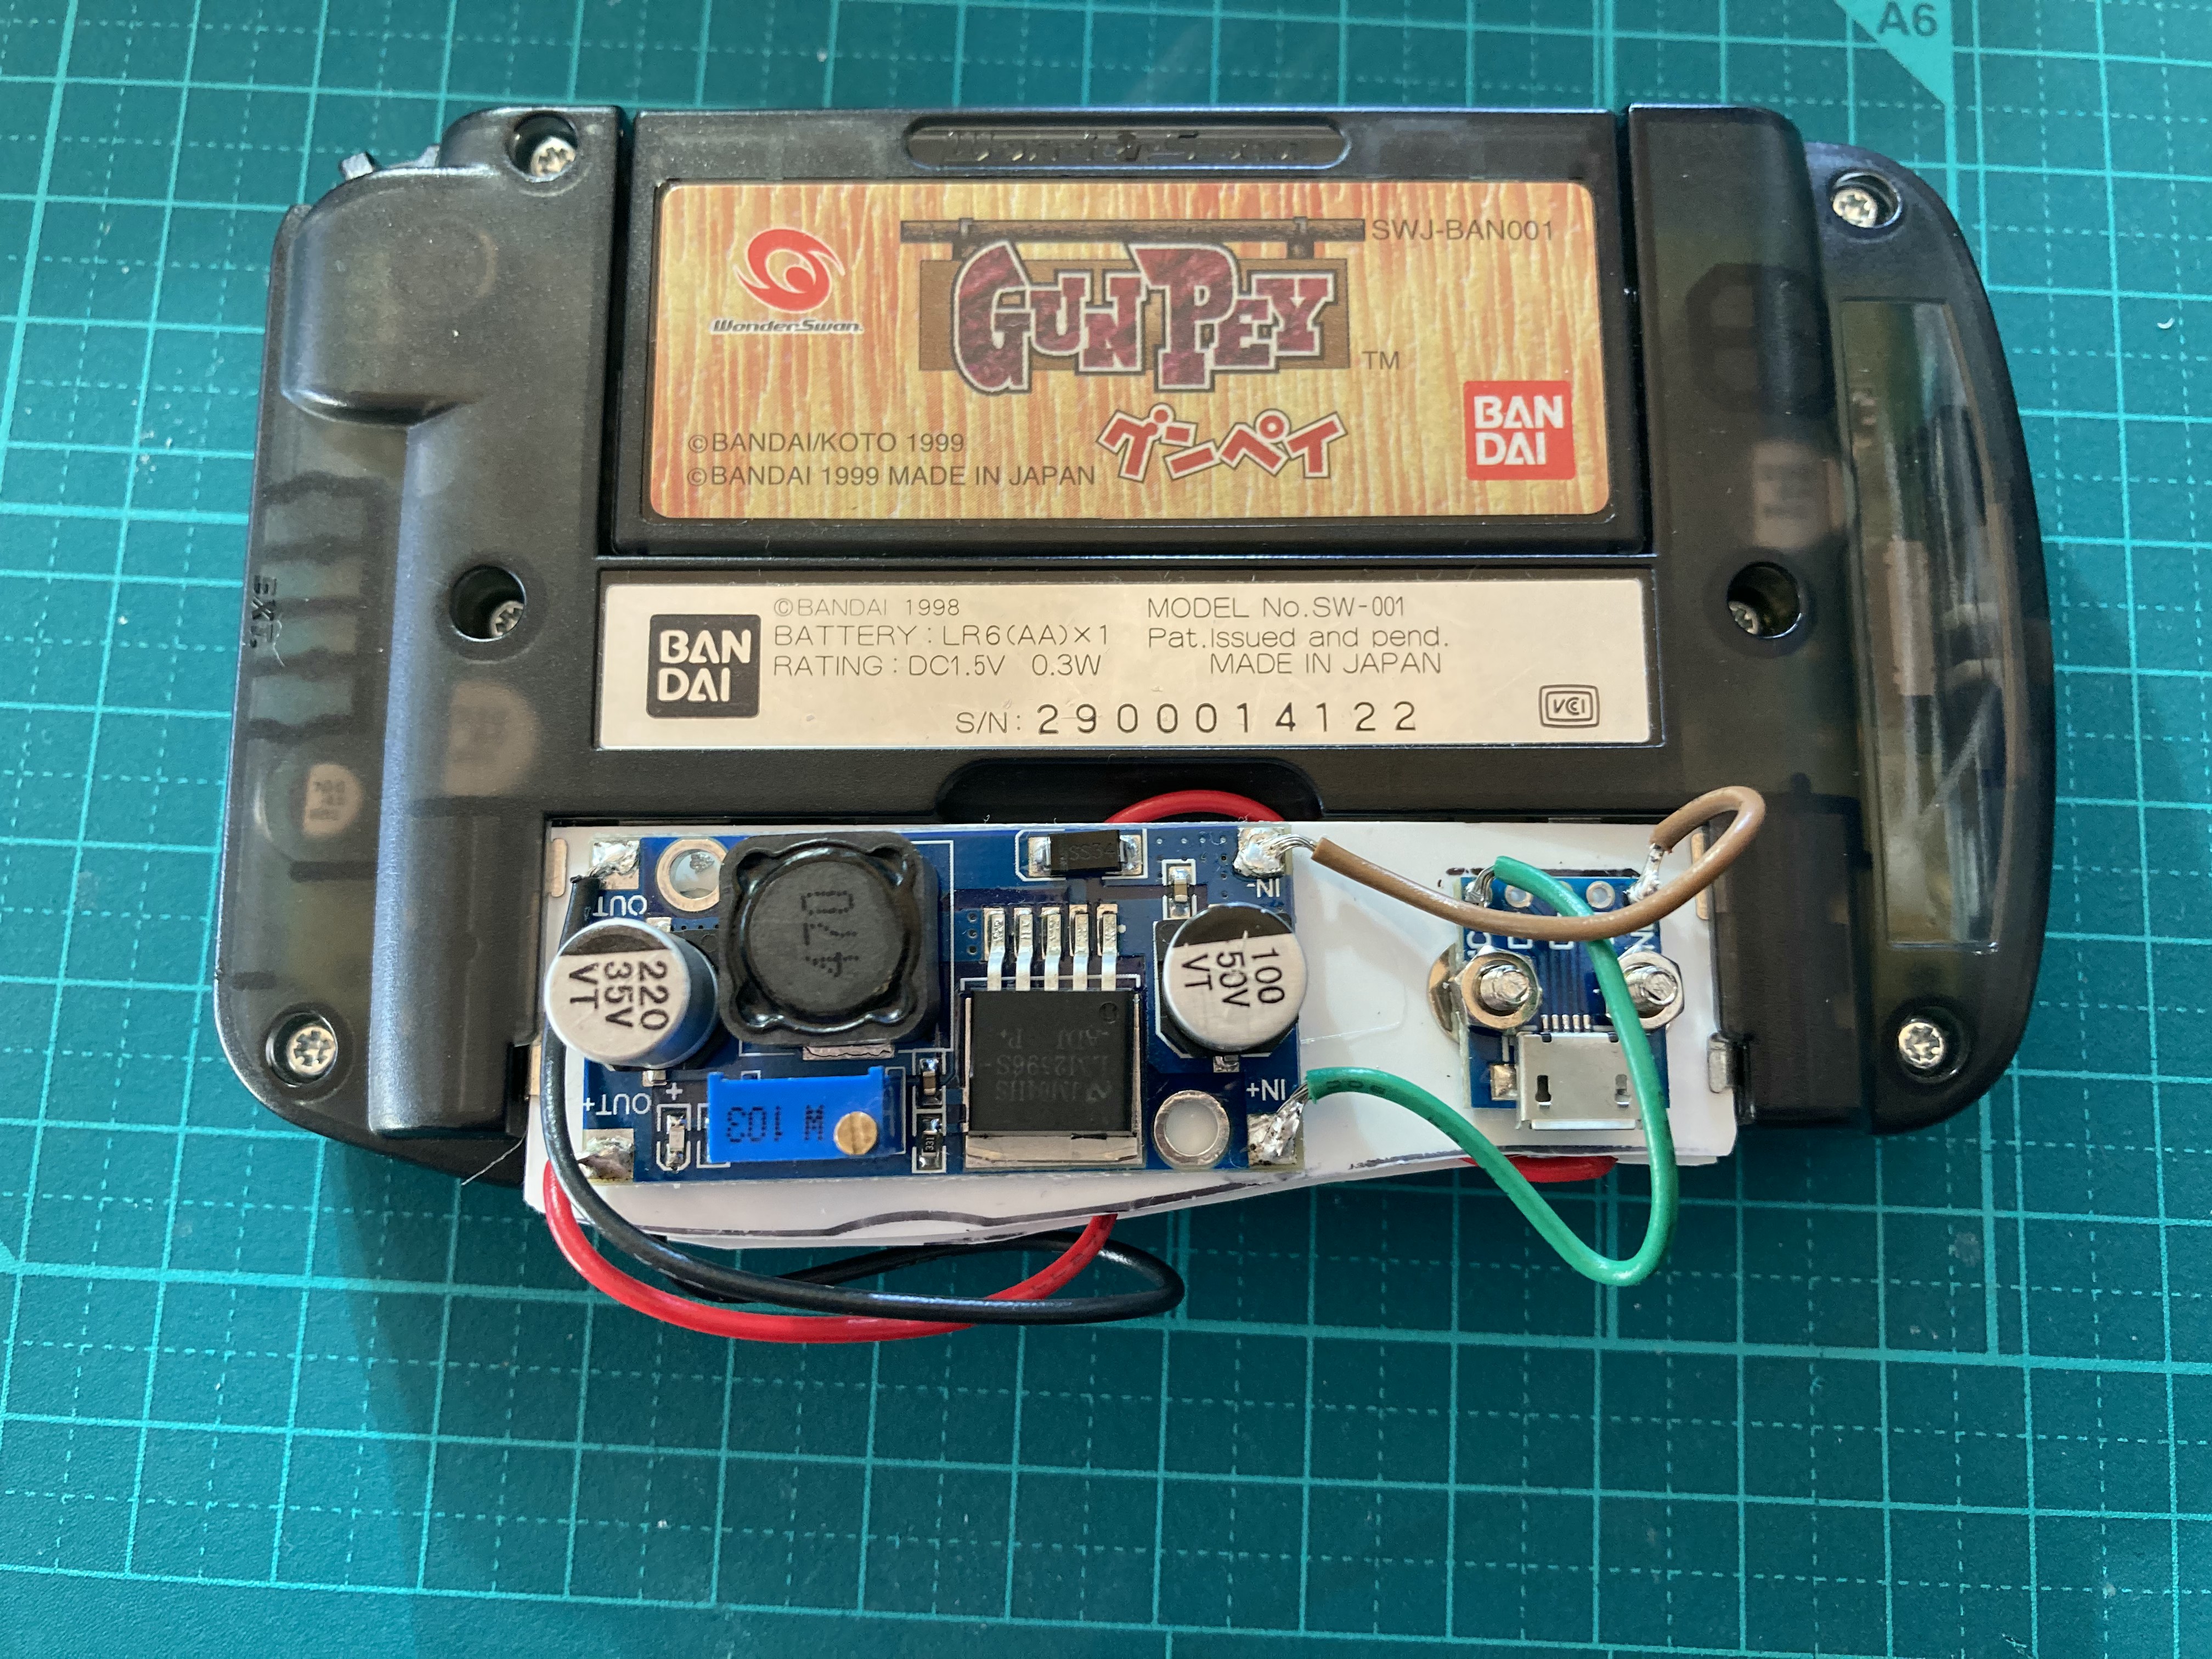 A6
WonderSwan
SWJ-BAN001
GUNPEY
TM
WonderSwan
グンペイ
BAN
DAI
©BANDAI/KOTO 1999
©BANDAI 1999 MADE IN JAPAN
EXT.
BAN
DAI
©BANDAI 1998
BATTERY : LR6(AA)×1
RATING : DC1.5V 0.3W
MODEL No.SW-001
Pat.Issued and pend.
MADE IN JAPAN
S/N: 2900014122
VCI
SS34
IN-
OUT
470
220
35V
VT
100
50V
VT
LM2596S
-ADJ
P+
OUT+
+
W 103
331
IN+